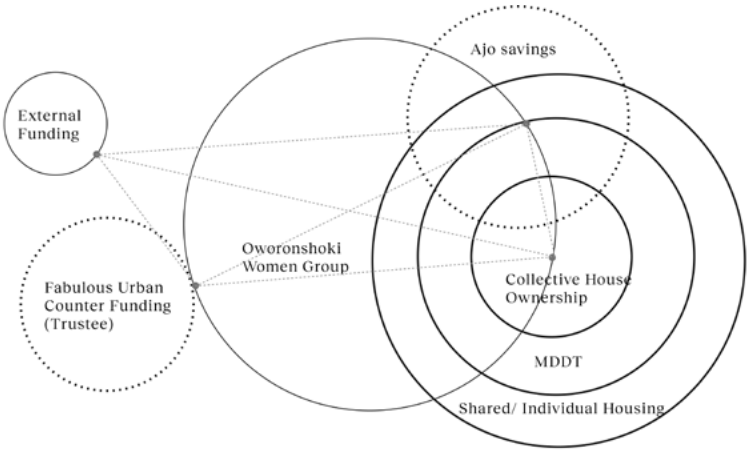 Ajo savings
External
Funding
Oworonshoki
Women Group
Fabulous Urban
Counter Funding
(Trustee)
Collective House
Ownership
MDDT
Shared/ Individual Housing